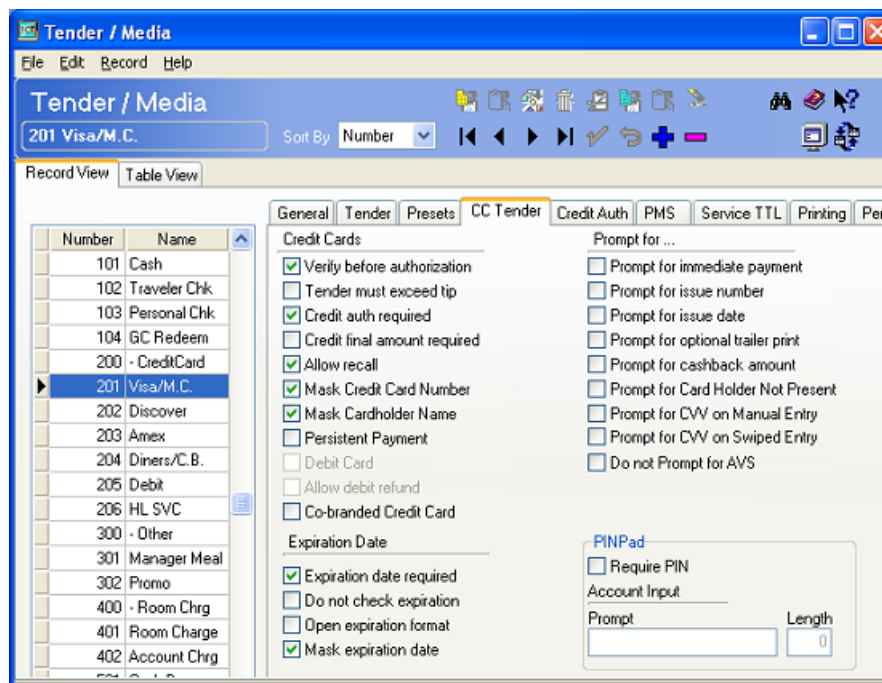 Tender / Media
File Edit Record Help
Tender / Media
201 Visa/M.C.
Sort By Number
Record View Table View
General Tender Presets CC Tender Credit Auth PMS Service TTL Printing Per
Number Name
101 Cash
102 Traveler Chk
103 Personal Chk
104 GC Redeem
200 - CreditCard
201 Visa/M.C.
202 Discover
203 Amex
204 Diners/C.B.
205 Debit
206 HL SVC
300 - Other
301 Manager Meal
302 Promo
400 - Room Chrg
401 Room Charge
402 Account Chrg
Credit Cards
Verify before authorization
Tender must exceed tip
Credit auth required
Credit final amount required
Allow recall
Mask Credit Card Number
Mask Cardholder Name
Persistent Payment
Debit Card
Allow debit refund
Co-branded Credit Card
Expiration Date
Expiration date required
Do not check expiration
Open expiration format
Mask expiration date
Prompt for ...
Prompt for immediate payment
Prompt for issue number
Prompt for issue date
Prompt for optional trailer print
Prompt for cashback amount
Prompt for Card Holder Not Present
Prompt for CVV on Manual Entry
Prompt for CVV on Swiped Entry
Do not Prompt for AVS
PINPad
Require PIN
Account Input
Prompt Length
0